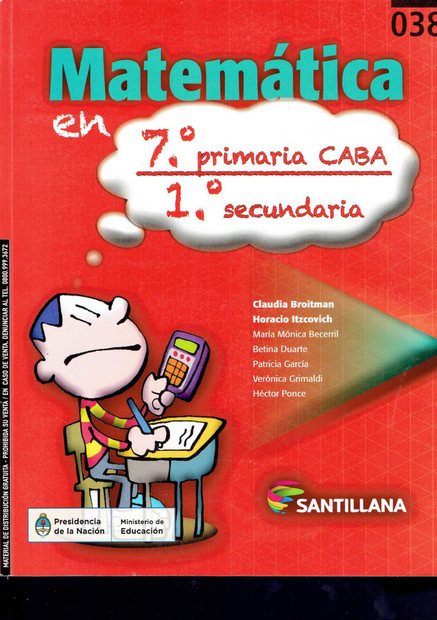 038
Matemática
en
7.º primaria CABA
1.º secundaria
Claudia Broitman
Horacio Itzcovich
María Mónica Becerril
Betina Duarte
Patricia García
Verónica Grimaldi
Héctor Ponce
SANTILLANA
Presidencia
de la Nación
Ministerio de
Educación
MATERIAL DE DISTRIBUCIÓN GRATUITA - PROHIBIDA SU VENTA / EN CASO DE VENTA, DENUNCIAR AL TEL. 0800.999.3672